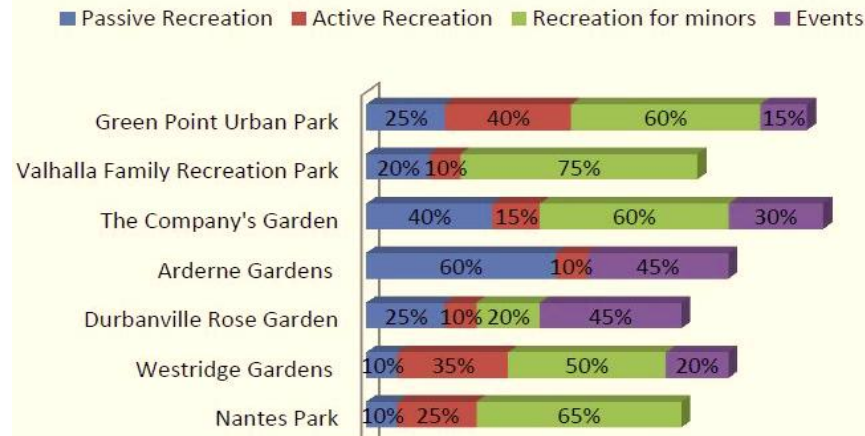 Passive Recreation Active Recreation Recreation for minors Events
Green Point Urban Park 25% 40% 60% 15%
Valhalla Family Recreation Park 20% 10% 75%
The Company's Garden 40% 15% 60% 30%
Arderne Gardens 60% 10% 45%
Durbanville Rose Garden 25% 10% 20% 45%
Westridge Gardens 10% 35% 50% 20%
Nantes Park 10% 25% 65%